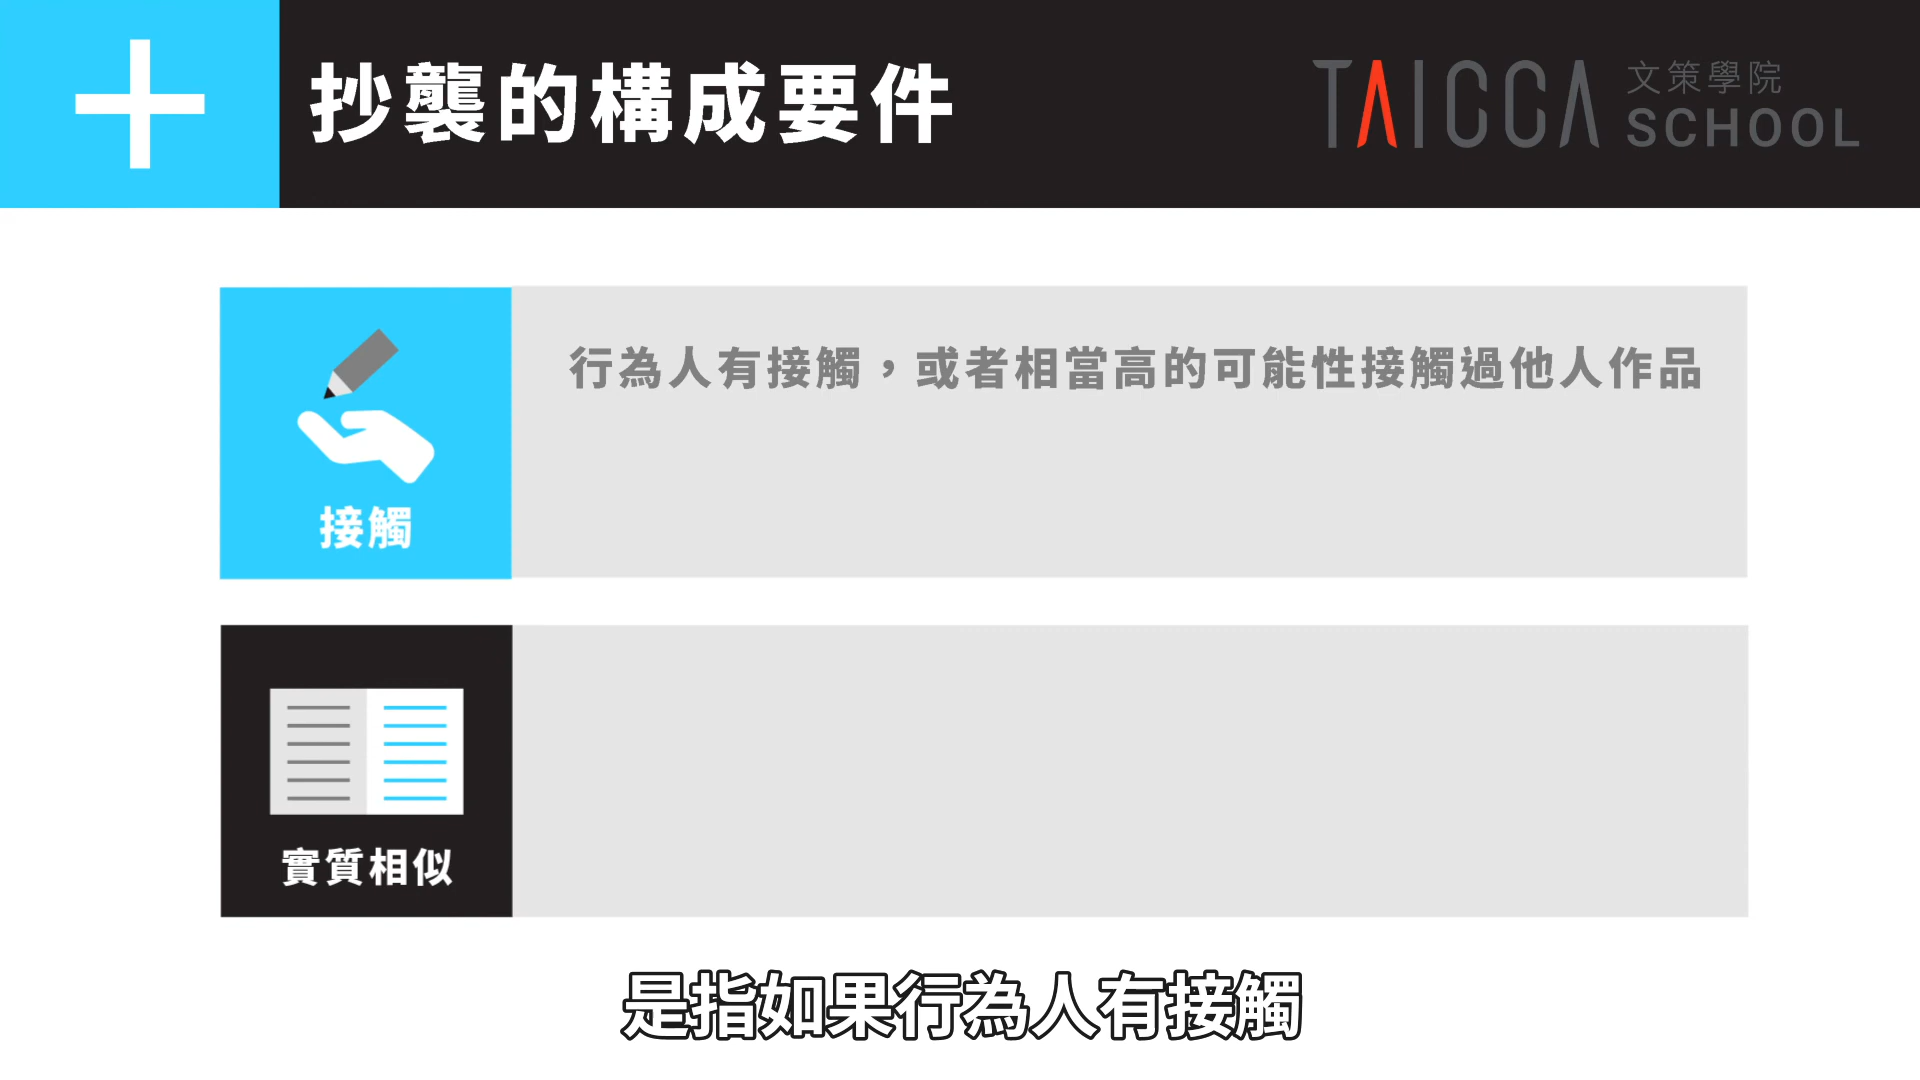 抄襲的構成要件
TAICCA 文策學院
SCHOOL
行為人有接觸，或者相當高的可能性接觸過他人作品
接觸
實質相似
是指如果行為人有接觸